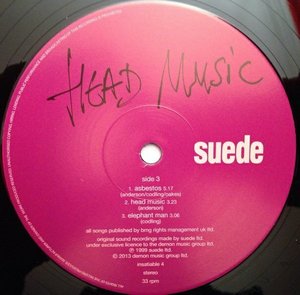 HEAD MUSIC
suede
side 3
1. asbestos 5.17
(anderson/codling/oakes)
2. head music 3.23
(anderson)
3. elephant man 3.06
(codling)
all songs published by bmg rights management uk ltd.
original sound recordings made by suede ltd.
under exclusive licence to the demon music group ltd.
℗ 1999 suede ltd.
© 2013 demon music group ltd.
insatiable 4
stereo
33 rpm